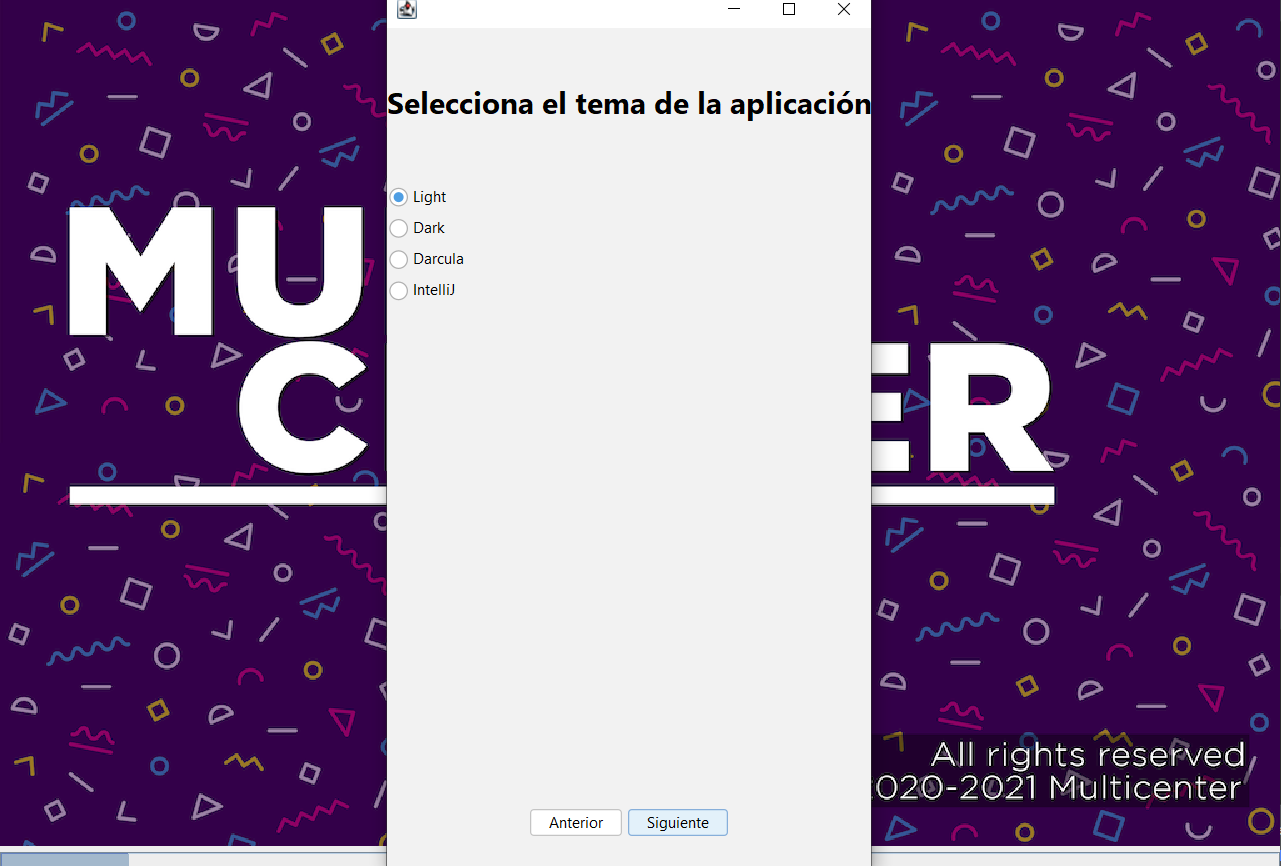 Selecciona el tema de la aplicación
Light
Dark
Darcula
IntelliJ
MU
C
ER
All rights reserved
2020-2021 Multicenter
Anterior
Siguiente